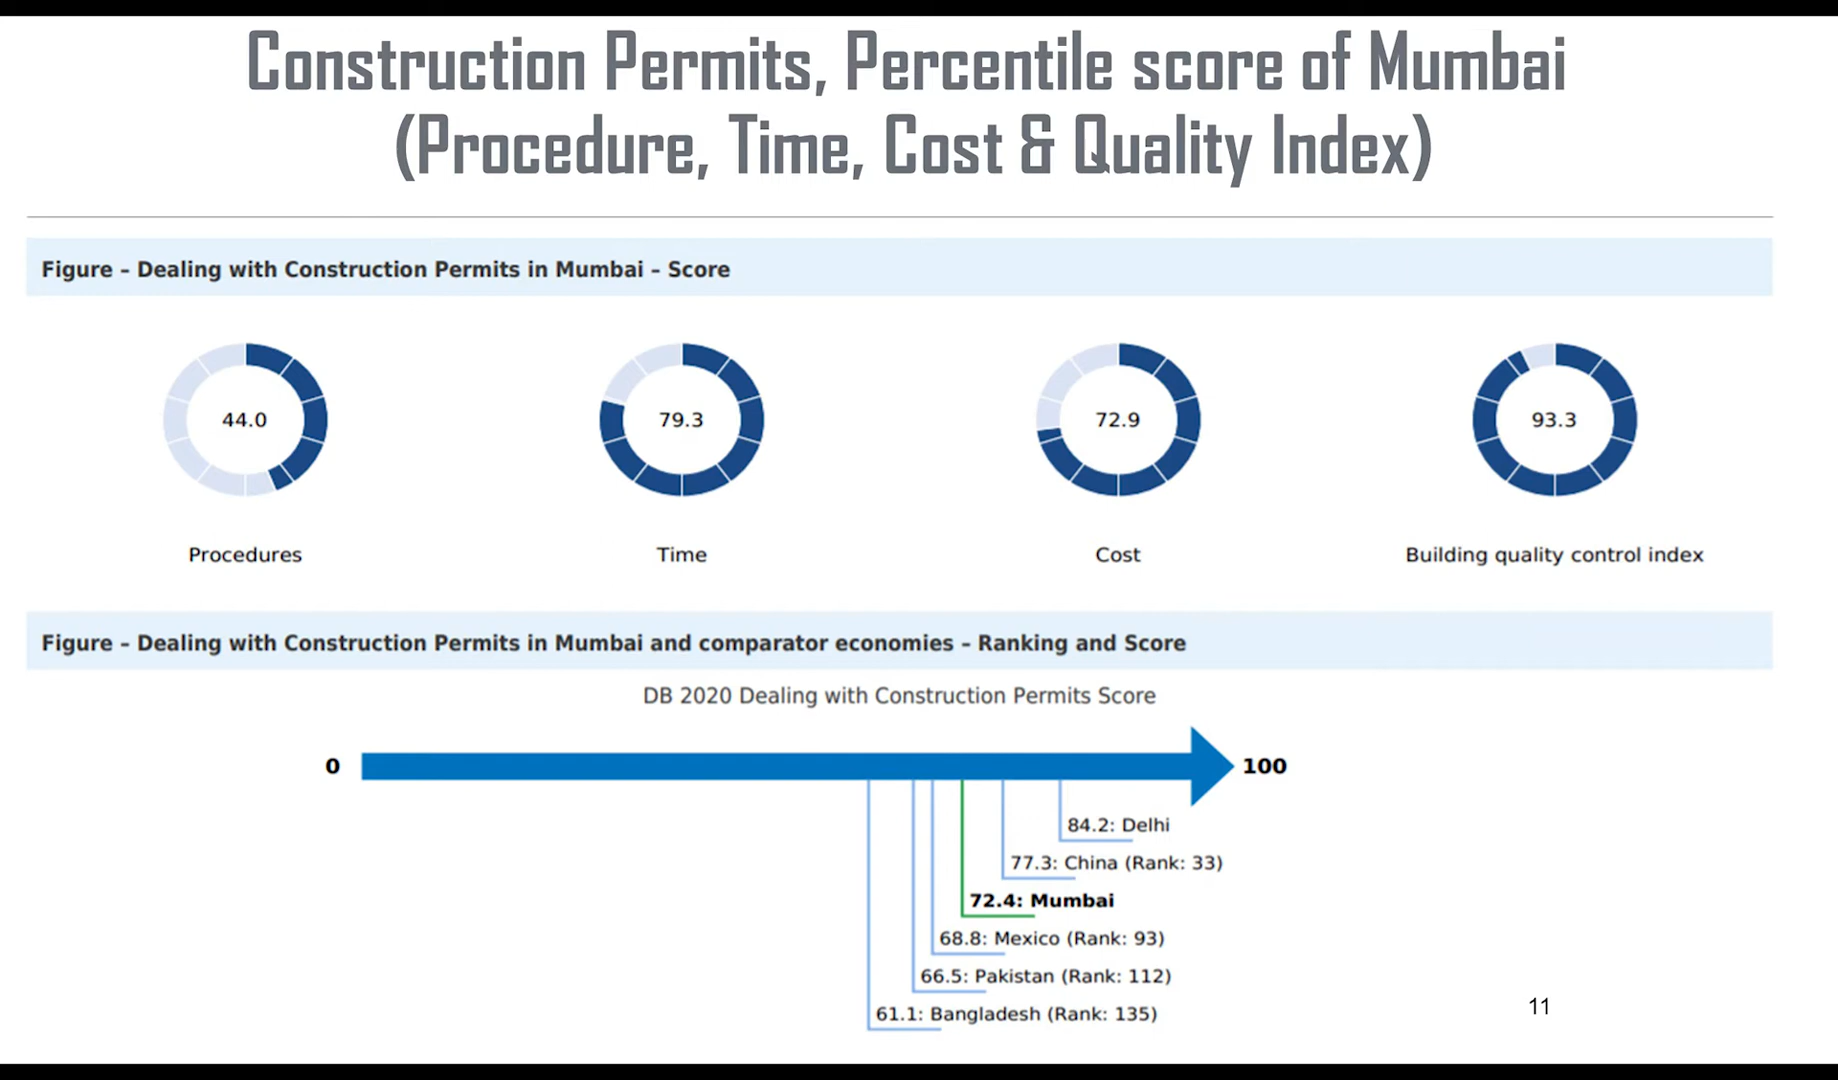 Construction Permits, Percentile score of Mumbai
(Procedure, Time, Cost & Quality Index)
Figure – Dealing with Construction Permits in Mumbai – Score
44.0
79.3
72.9
93.3
Procedures
Time
Cost
Building quality control index
Figure – Dealing with Construction Permits in Mumbai and comparator economies – Ranking and Score
DB 2020 Dealing with Construction Permits Score
0
100
84.2: Delhi
77.3: China (Rank: 33)
72.4: Mumbai
68.8: Mexico (Rank: 93)
66.5: Pakistan (Rank: 112)
61.1: Bangladesh (Rank: 135)
11